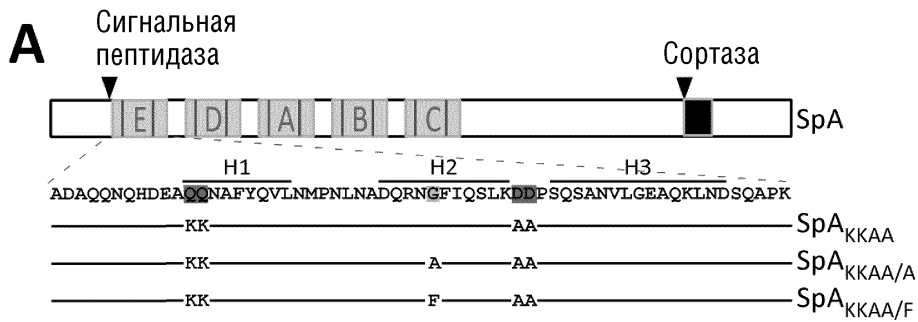 A
Сигнальная
пептидаза
Сортаза
E D A B C SpA
H1 H2 H3
ADAQQNQHDEAQQNAFYQVLNMPNLNADQRNGFIQSLKDDPSQSANVLGEAQKLNDSQAPK
KK AA SpAKKAA
KK A AA SpAKKAA/A
KK F AA SpAKKAA/F